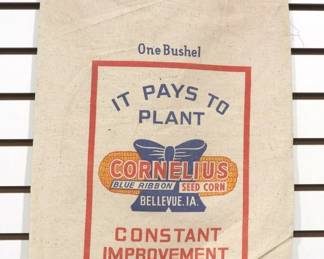 One Bushel
IT PAYS TO
PLANT
CORNELIUS
BLUE RIBBON SEED CORN
BELLEVUE, IA.
CONSTANT
IMPROVEMENT